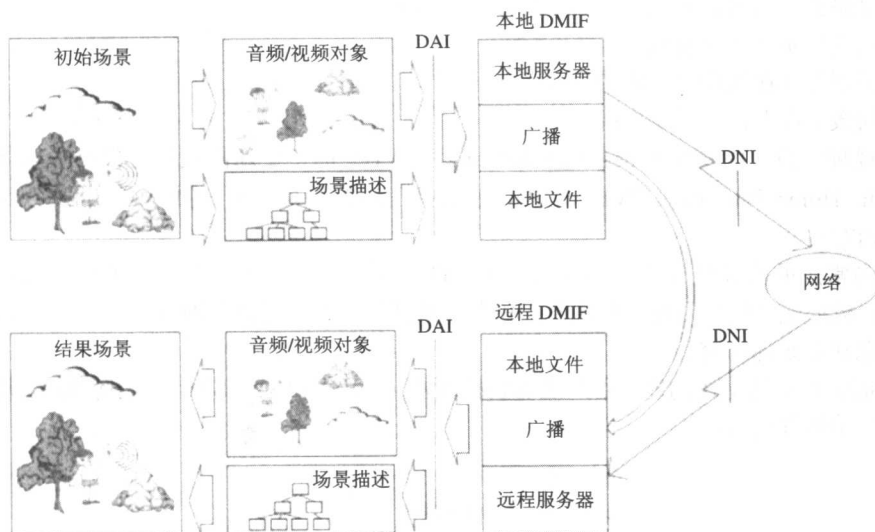 本地 DMIF
初始场景
音频/视频对象
DAI
本地服务器
广播
DNI
场景描述
本地文件
网络
远程 DMIF
结果场景
音频/视频对象
DAI
DNI
本地文件
广播
场景描述
远程服务器